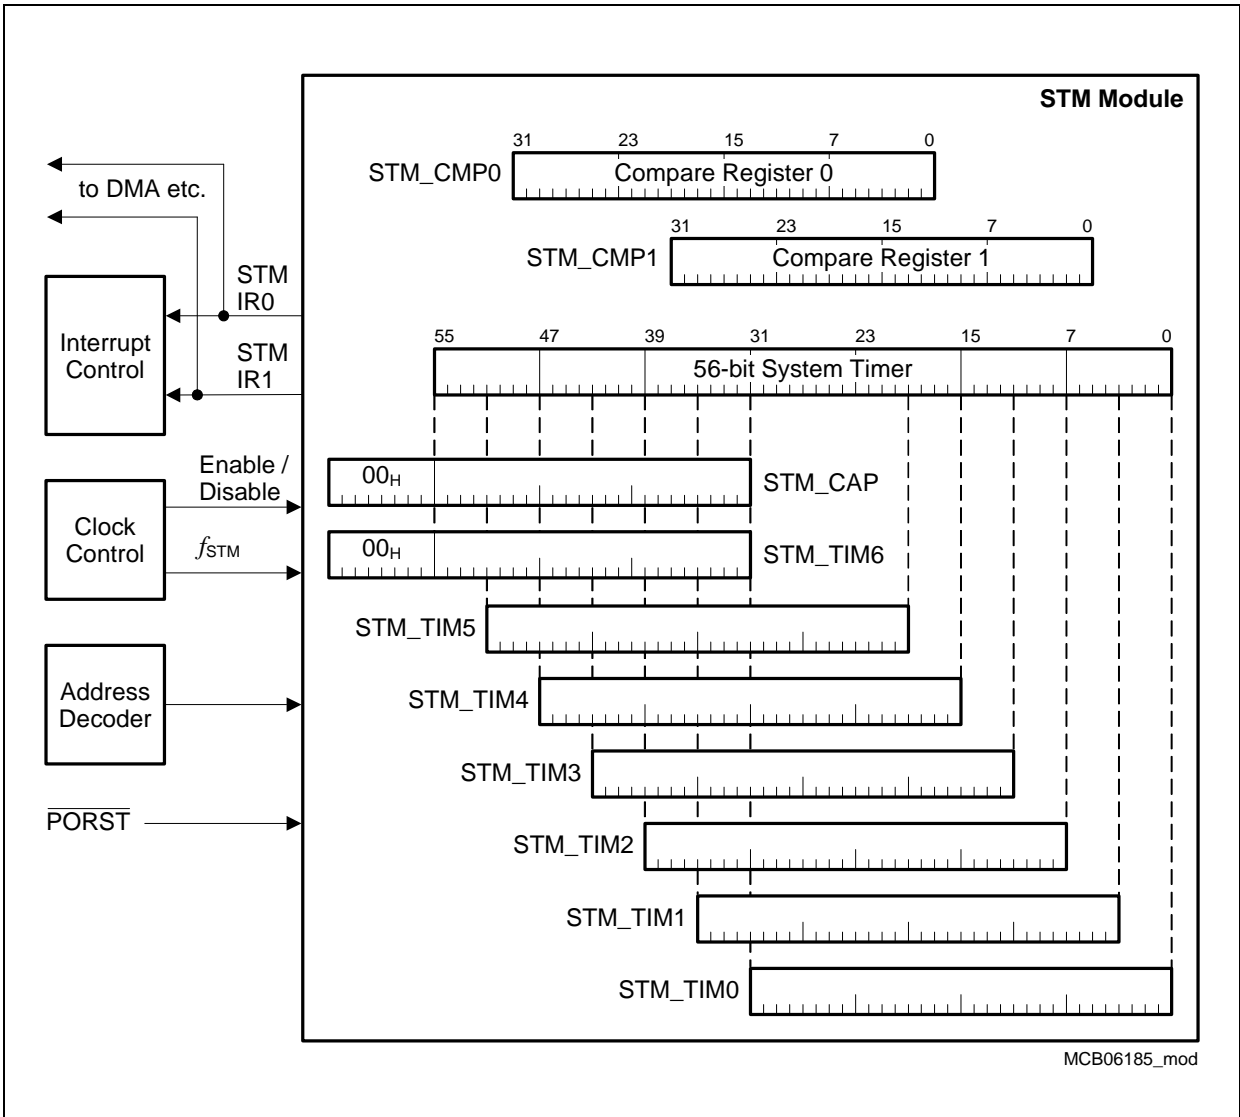 STM Module
31 23 15 7 0
STM_CMP0 Compare Register 0
to DMA etc.
31 23 15 7 0
STM_CMP1 Compare Register 1
STM
IR0
Interrupt
Control
STM
IR1
55 47 39 31 23 15 7 0
56-bit System Timer
Enable /
Disable
00H STM_CAP
Clock
Control
fSTM
00H STM_TIM6
STM_TIM5
Address
Decoder
STM_TIM4
STM_TIM3
PORST
STM_TIM2
STM_TIM1
STM_TIM0
MCB06185_mod